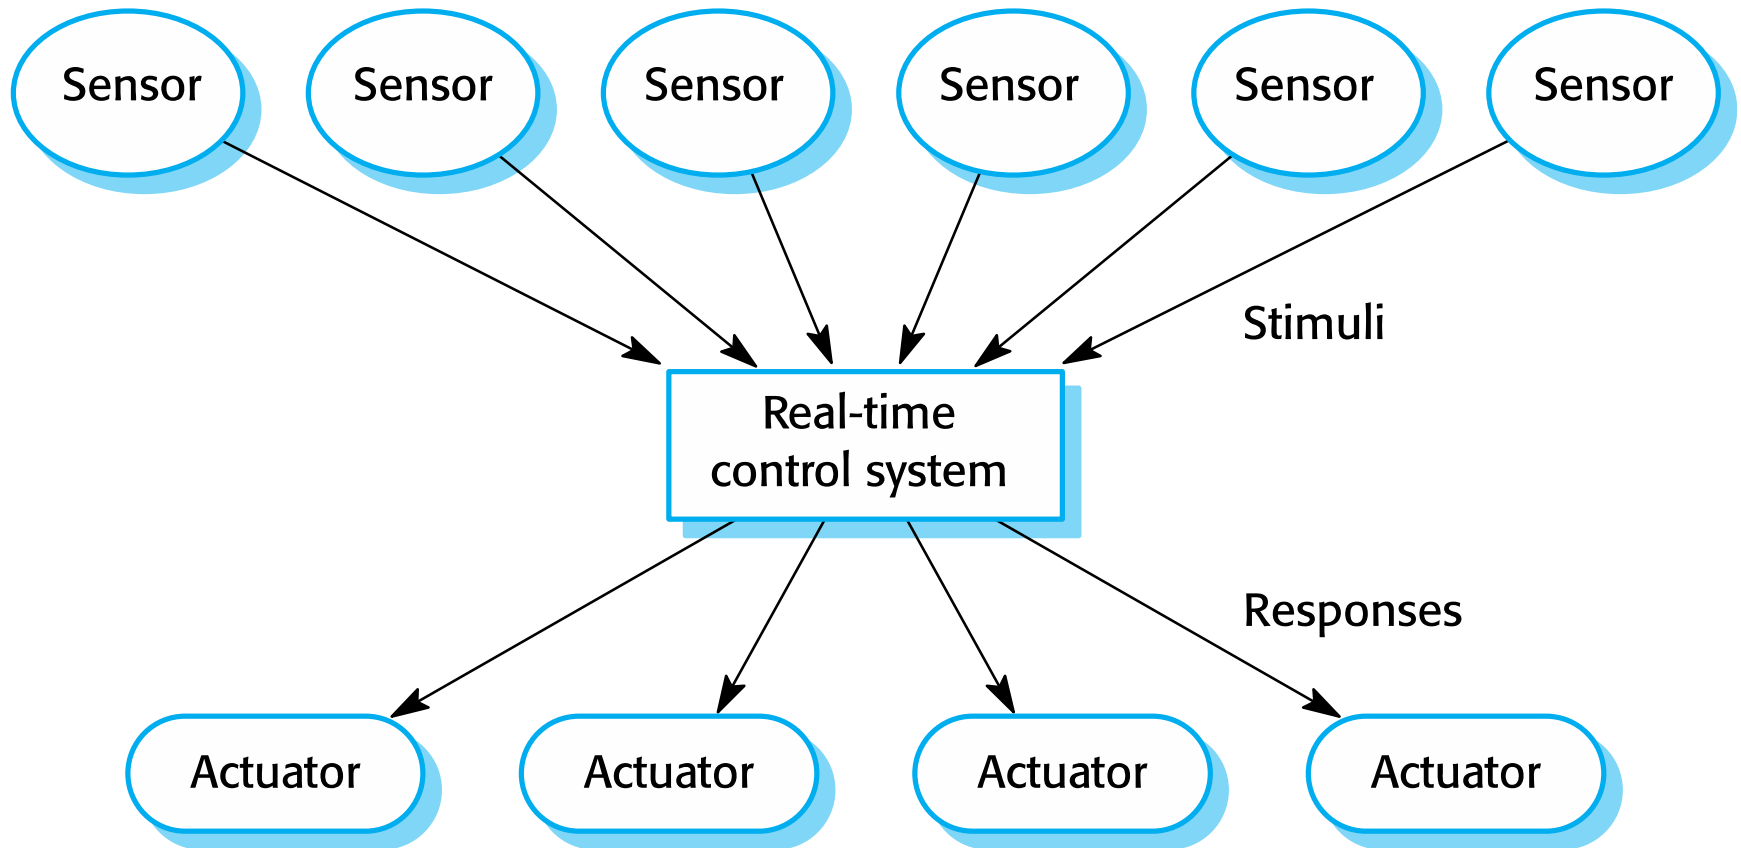 Sensor
Sensor
Sensor
Sensor
Sensor
Sensor
Stimuli
Real-time
control system
Responses
Actuator
Actuator
Actuator
Actuator